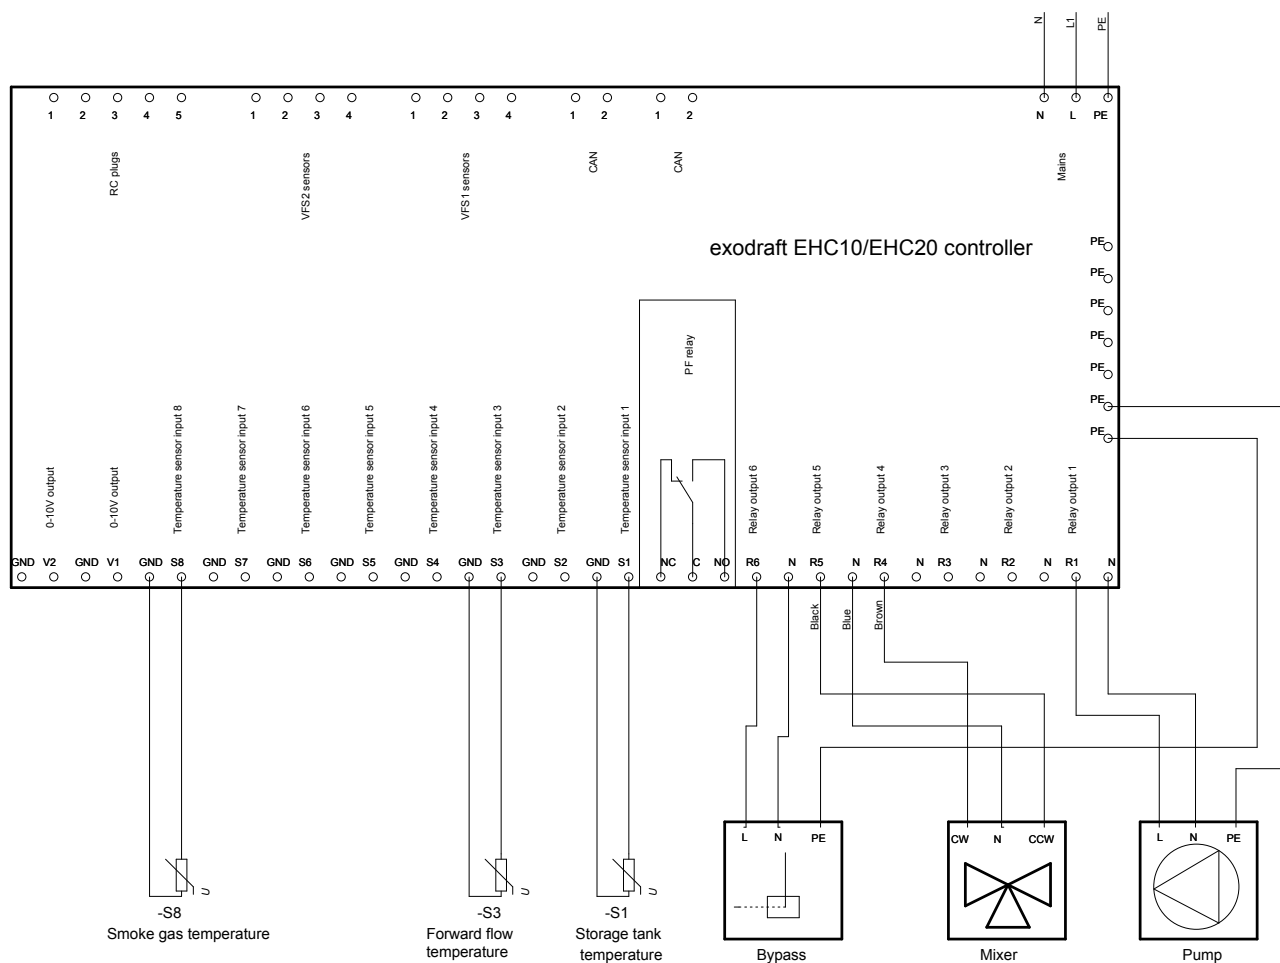 N
L1
PE
1 2 3 4 5 1 2 3 4 1 2 3 4 1 2 1 2 N L PE
RC plugs
VFS2 sensors
VFS1 sensors
CAN
CAN
Mains
exodraft EHC10/EHC20 controller
PE
PE
PE
PE
PE
PE
PE
PF relay
0-10V output
0-10V output
Temperature sensor input 8
Temperature sensor input 7
Temperature sensor input 6
Temperature sensor input 5
Temperature sensor input 4
Temperature sensor input 3
Temperature sensor input 2
Temperature sensor input 1
Relay output 6
Relay output 5
Relay output 4
Relay output 3
Relay output 2
Relay output 1
GND V2 GND V1 GND S8 GND S7 GND S6 GND S5 GND S4 GND S3 GND S2 GND S1 NC C NO R6 N R5 N R4 N R3 N R2 N R1 N
Black
Blue
Brown
L N PE
CW N CCW
L N PE
U
U
U
-S8
Smoke gas temperature
-S3
Forward flow
temperature
-S1
Storage tank
temperature
Bypass
Mixer
Pump